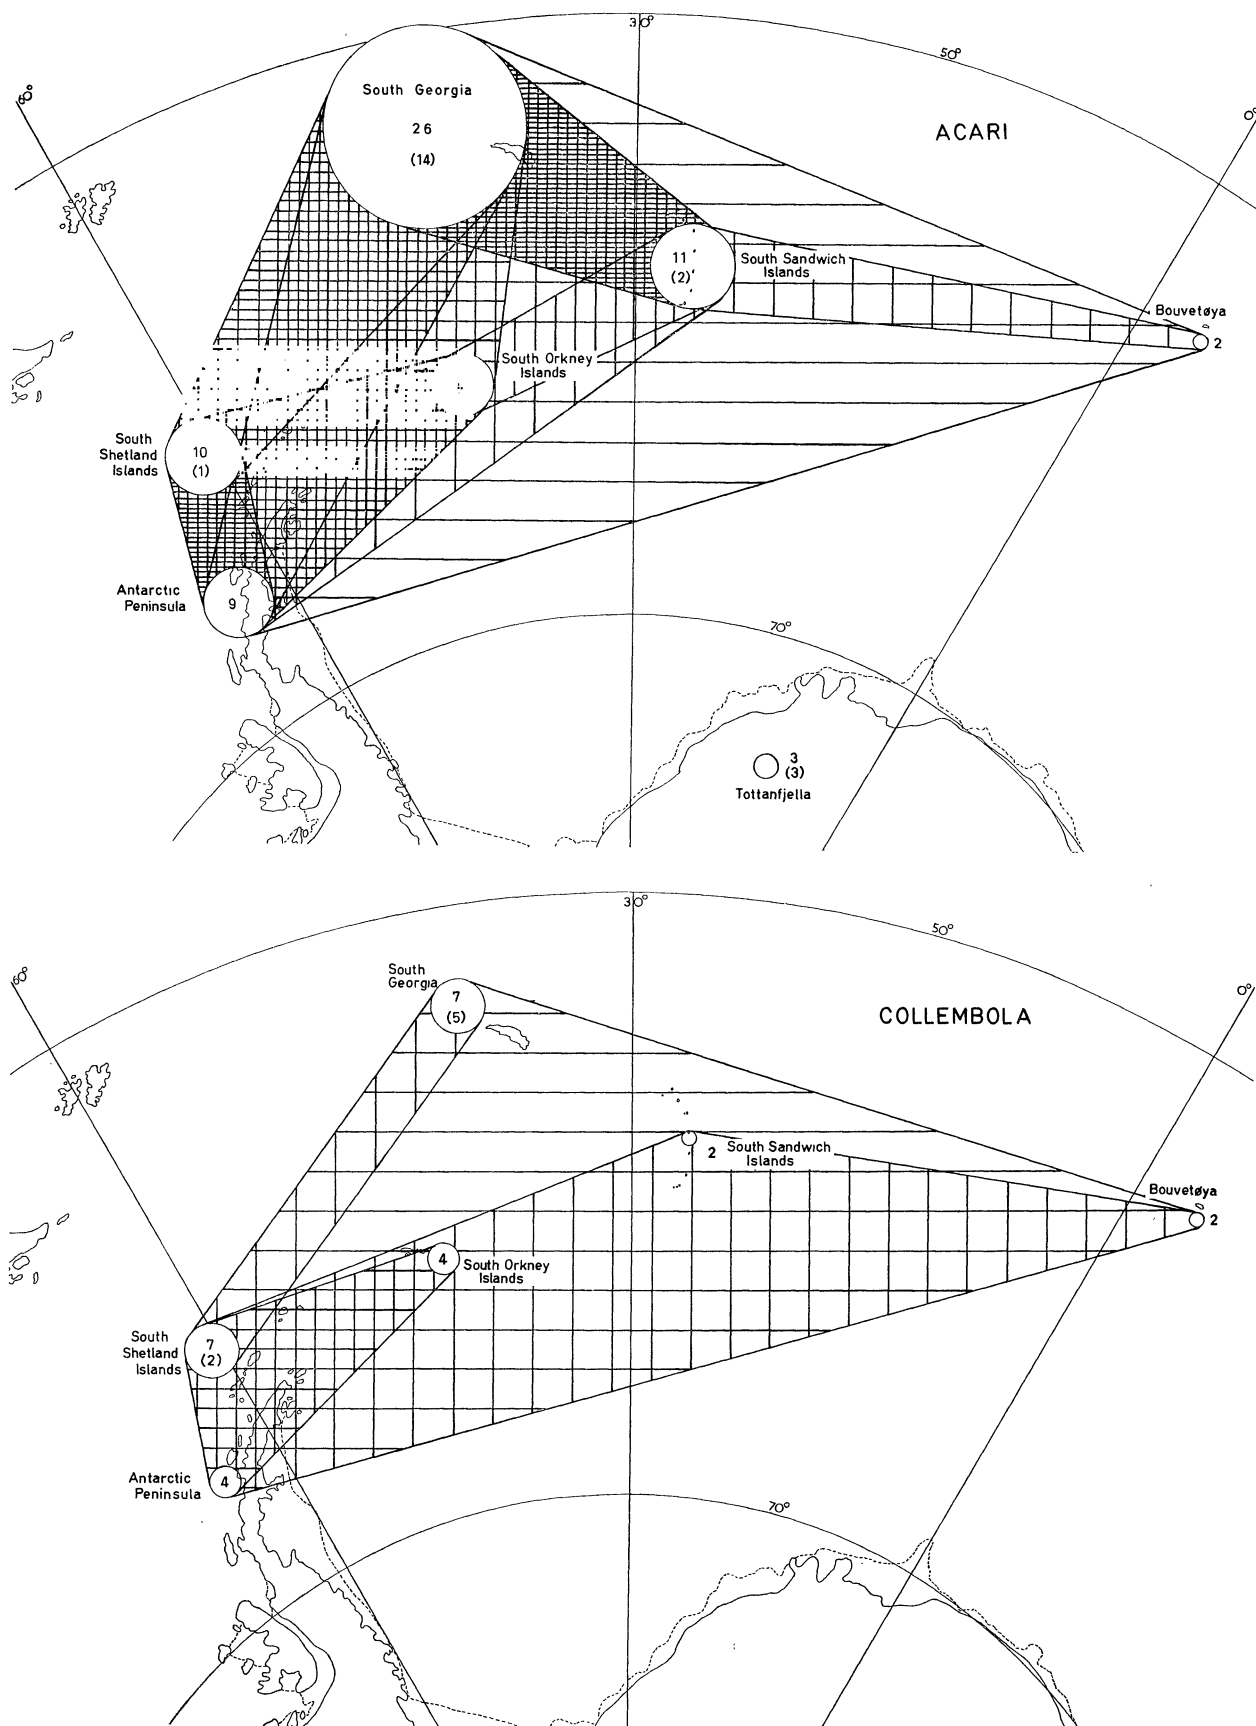 30°
50°
60°
0°
South Georgia
26
(14)
ACARI
11
(2)
South Sandwich
Islands
Bouvetøya
2
South Orkney
Islands
South
Shetland
Islands
10
(1)
Antarctic
Peninsula
9
70°
3
(3)
Tottanfjella
30°
50°
60°
0°
South
Georgia
7
(5)
COLLEMBOLA
2
South Sandwich
Islands
Bouvetøya
2
4
South Orkney
Islands
South
Shetland
Islands
7
(2)
Antarctic
Peninsula
4
70°